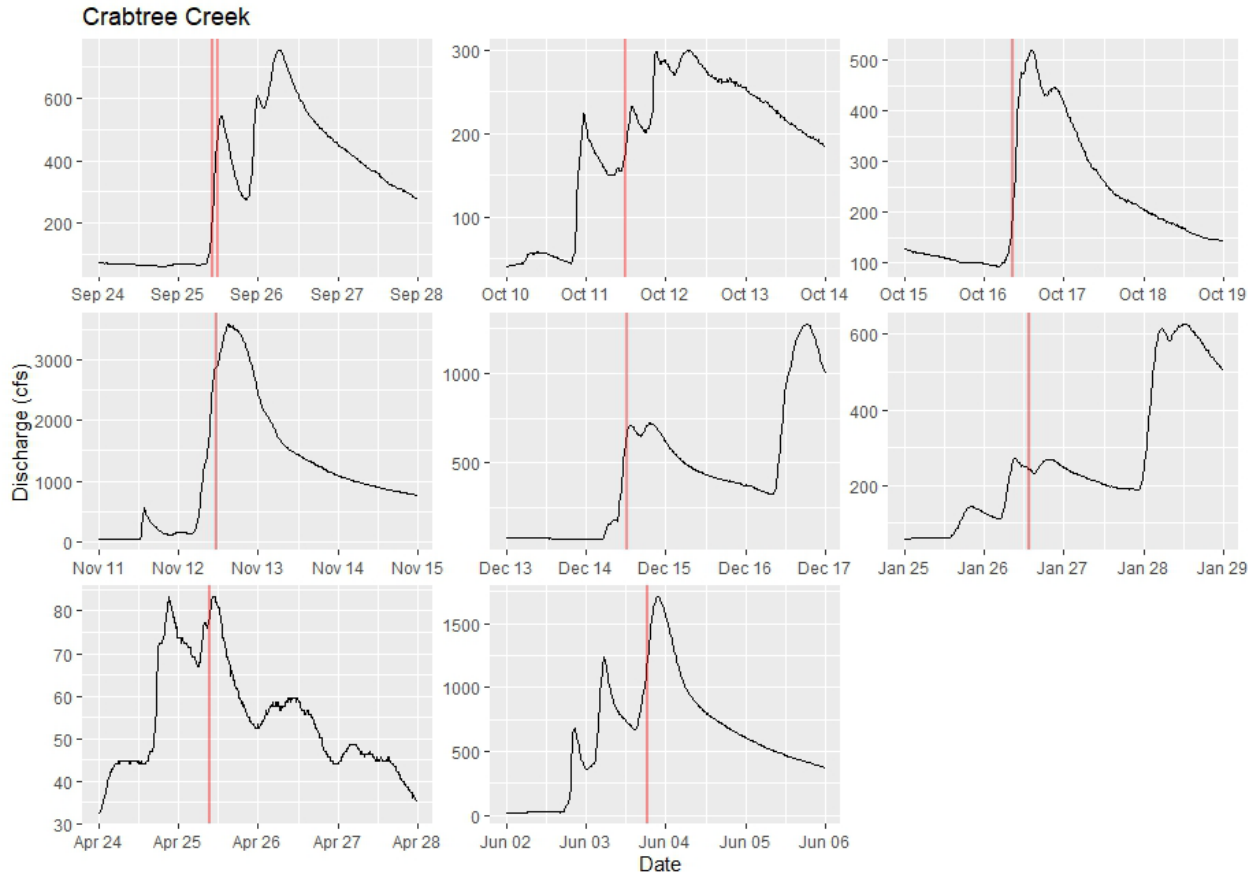 Crabtree Creek
600
400
200
Sep 24 Sep 25 Sep 26 Sep 27 Sep 28
300
200
100
Oct 10 Oct 11 Oct 12 Oct 13 Oct 14
500
400
300
200
100
Oct 15 Oct 16 Oct 17 Oct 18 Oct 19
Discharge (cfs)
3000
2000
1000
0
Nov 11 Nov 12 Nov 13 Nov 14 Nov 15
1000
500
Dec 13 Dec 14 Dec 15 Dec 16 Dec 17
600
400
200
Jan 25 Jan 26 Jan 27 Jan 28 Jan 29
80
70
60
50
40
30
Apr 24 Apr 25 Apr 26 Apr 27 Apr 28
1500
1000
500
0
Jun 02 Jun 03 Jun 04 Jun 05 Jun 06
Date